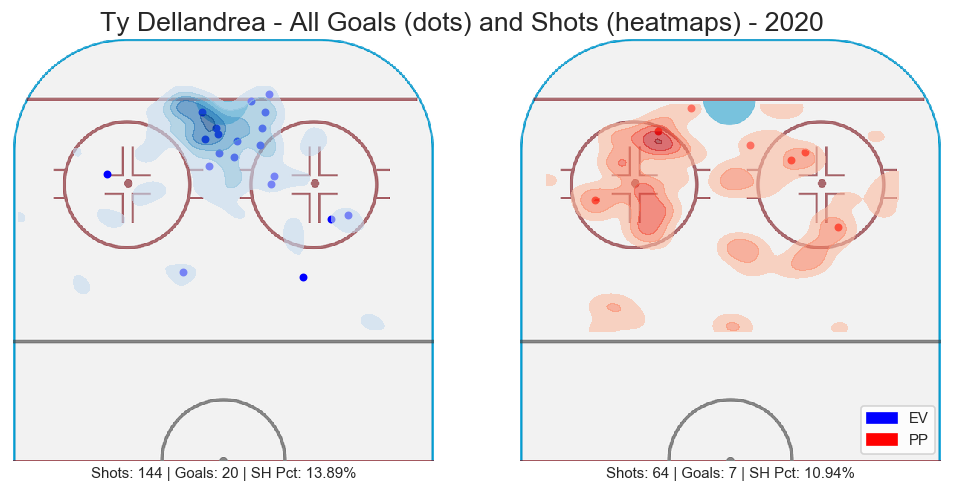 Ty Dellandrea - All Goals (dots) and Shots (heatmaps) - 2020
EV
PP
Shots: 144 | Goals: 20 | SH Pct: 13.89%
Shots: 64 | Goals: 7 | SH Pct: 10.94%